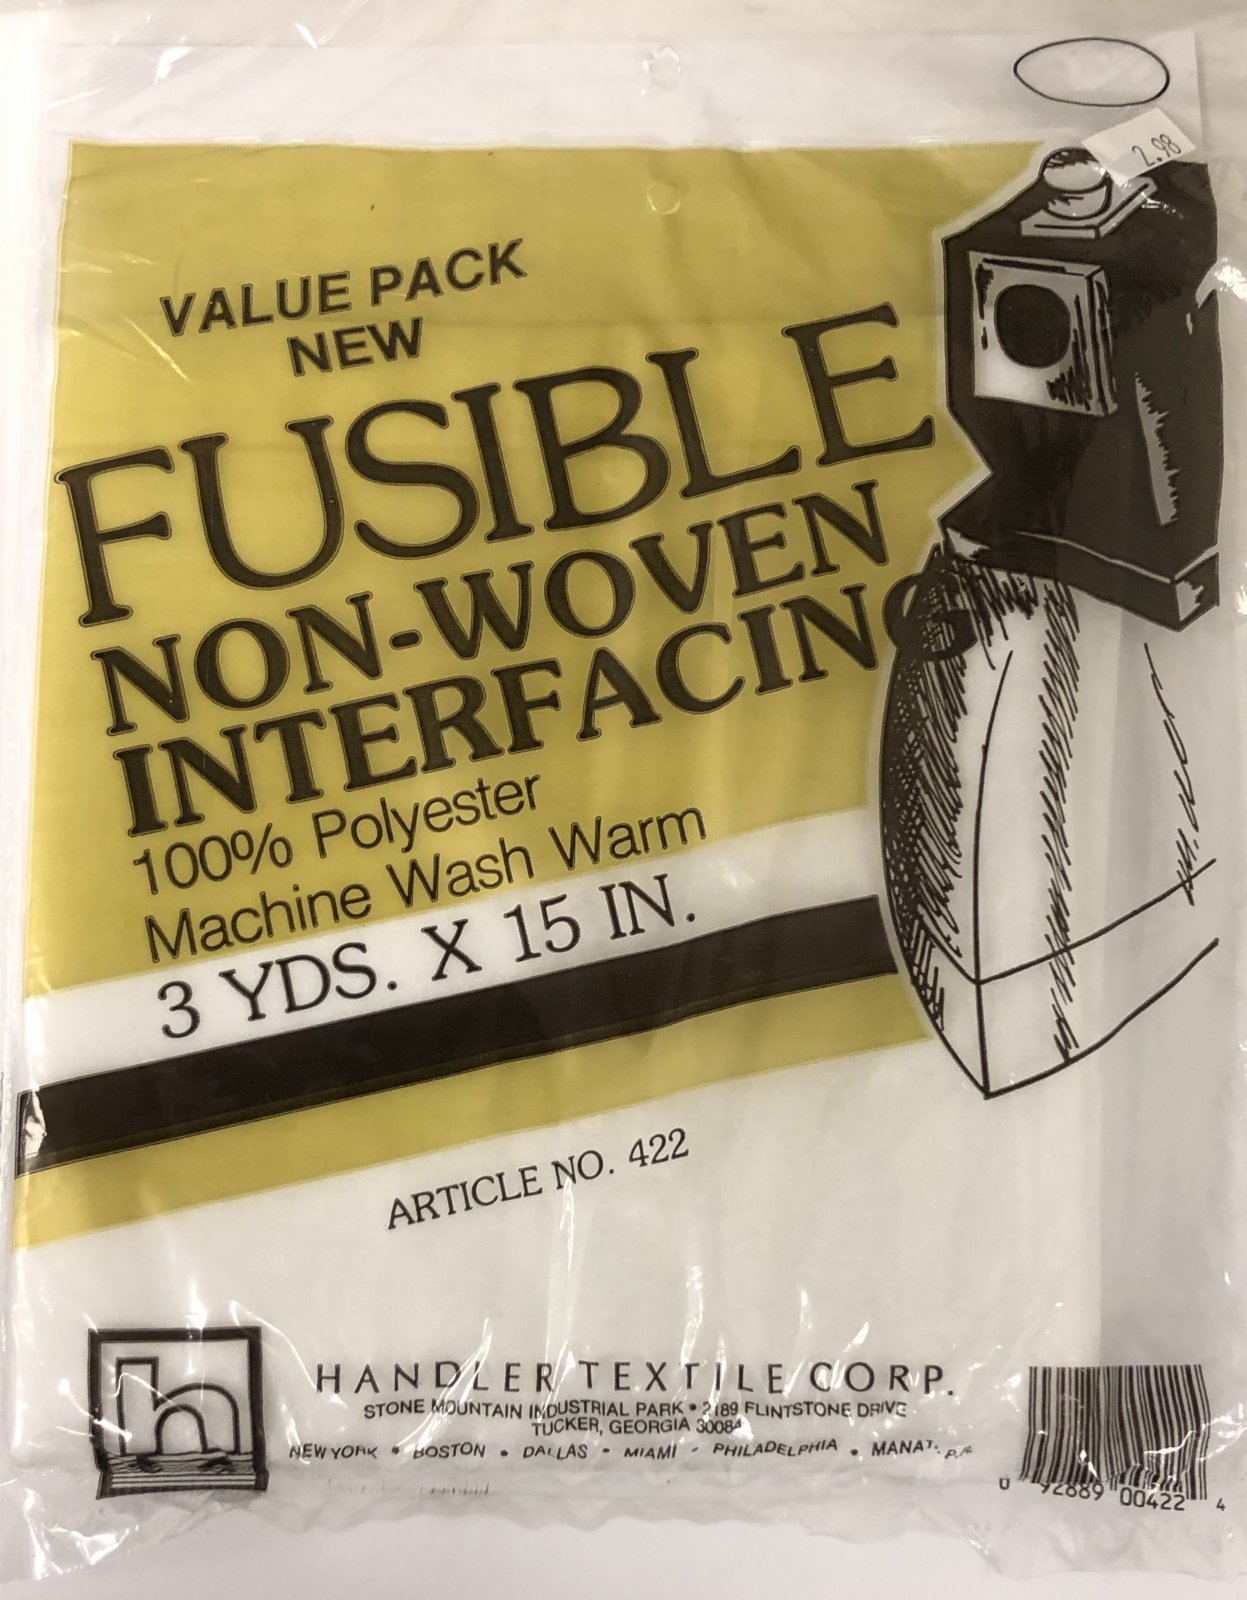 2.98
VALUE PACK
NEW
FUSIBLE
NON-WOVEN
INTERFACING
100% Polyester
Machine Wash Warm
3 YDS. X 15 IN.
ARTICLE NO. 422
h
HANDLER TEXTILE CORP.
STONE MOUNTAIN INDUSTRIAL PARK • 2189 FLINTSTONE DRIVE
TUCKER, GEORGIA 30084
NEW YORK • BOSTON • DALLAS • MIAMI • PHILADELPHIA •
0 92889 00422 4